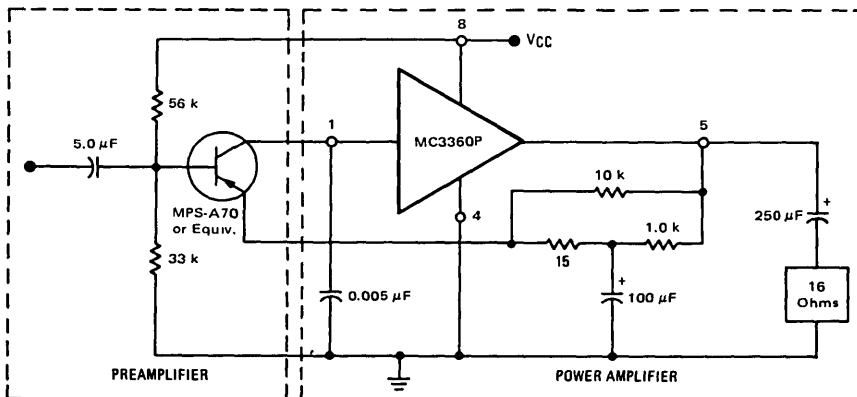 8
VCC
56 k
1
MC3360P
5
5.0 µF
10 k
MPS-A70
or Equiv.
4
250 µF
+
33 k
15
1.0 k
0.005 µF
+
100 µF
16
Ohms
PREAMPLIFIER
POWER AMPLIFIER